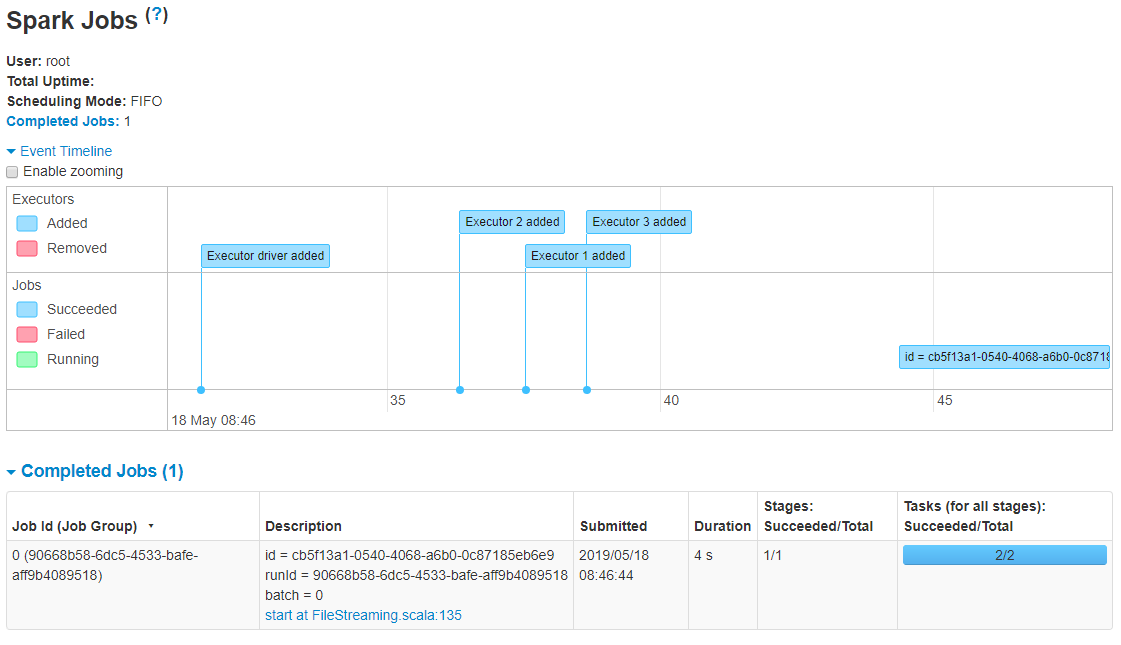 Spark Jobs (?)
User: root
Total Uptime:
Scheduling Mode: FIFO
Completed Jobs: 1
Event Timeline
Enable zooming
Executors
Added
Removed
Executor driver added
Executor 2 added
Executor 3 added
Executor 1 added
Jobs
Succeeded
Failed
Running
id = cb5f13a1-0540-4068-a6b0-0c8718
35
40
45
18 May 08:46
Completed Jobs (1)
Job Id (Job Group)
Description
Submitted
Duration
Stages:
Succeeded/Total
Tasks (for all stages):
Succeeded/Total
0 (90668b58-6dc5-4533-bafe-
aff9b4089518)
id = cb5f13a1-0540-4068-a6b0-0c87185eb6e9
runId = 90668b58-6dc5-4533-bafe-aff9b4089518
batch = 0
start at FileStreaming.scala:135
2019/05/18
08:46:44
4 s
1/1
2/2